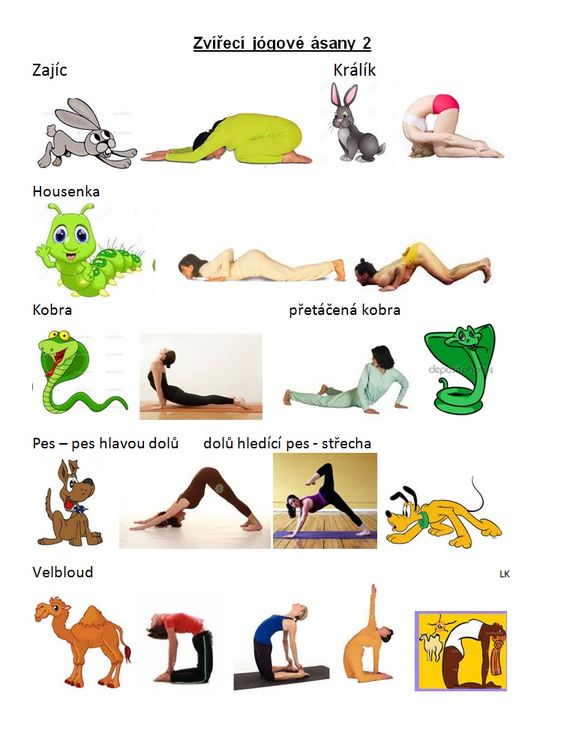 Zvířecí jógové ásany 2
Zajíc Králík
Housenka
Kobra přetáčená kobra
depositphotos
Pes – pes hlavou dolů dolů hledící pes - střecha
Velbloud LK